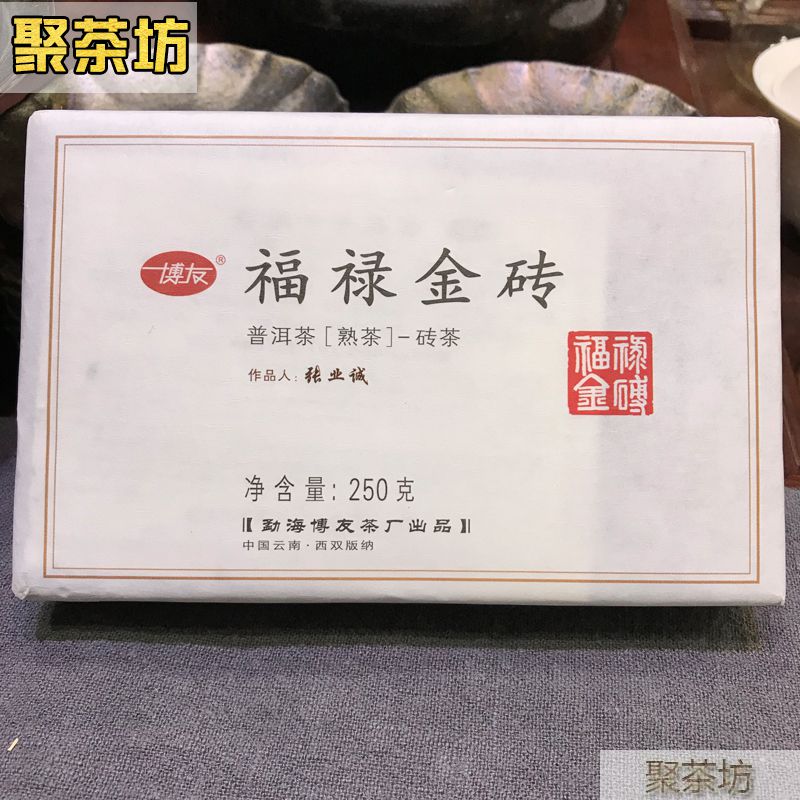 聚茶坊
博友®
福禄金砖
普洱茶[熟茶]-砖茶
作品人:张业诚
福禄
金砖
净含量:250克
【勐海博友茶厂出品】
中国云南·西双版纳
聚茶坊